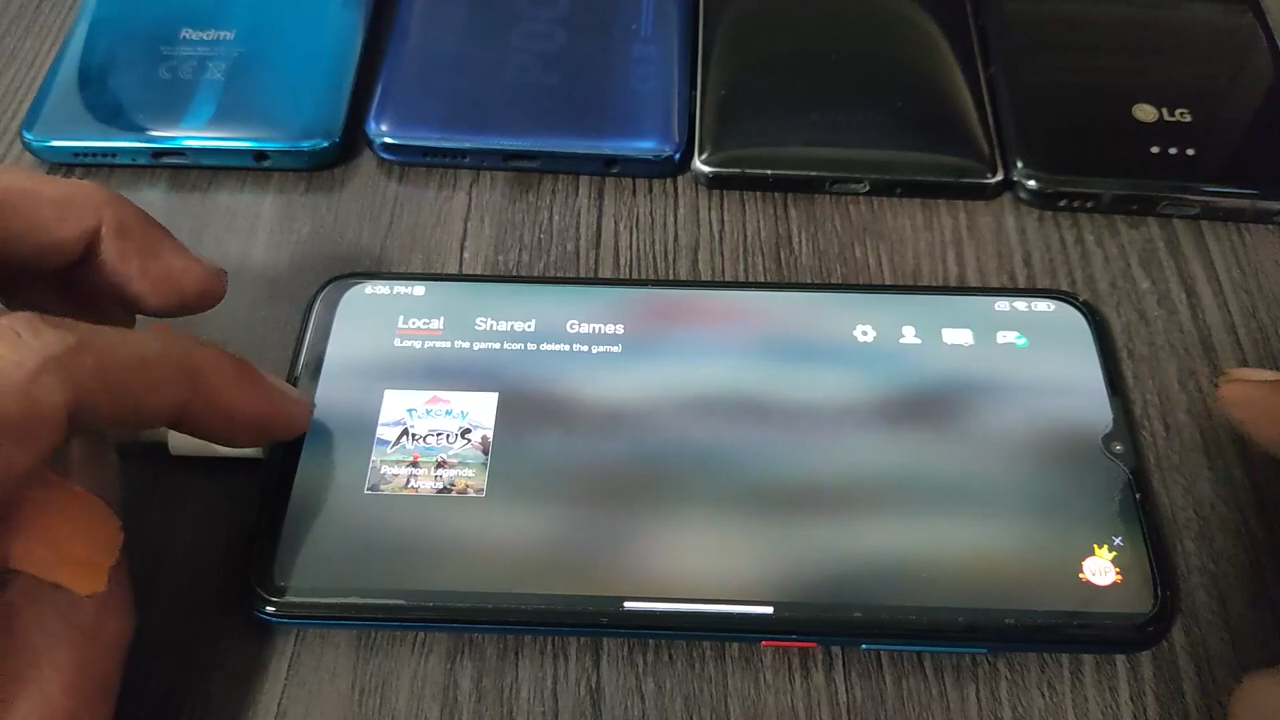 Redmi
LG
6:06 PM
Local
Shared
Games
(Long press the game icon to delete the game)
POKÉMON
ARCEUS
Pokémon Legends:
Arceus
VIP